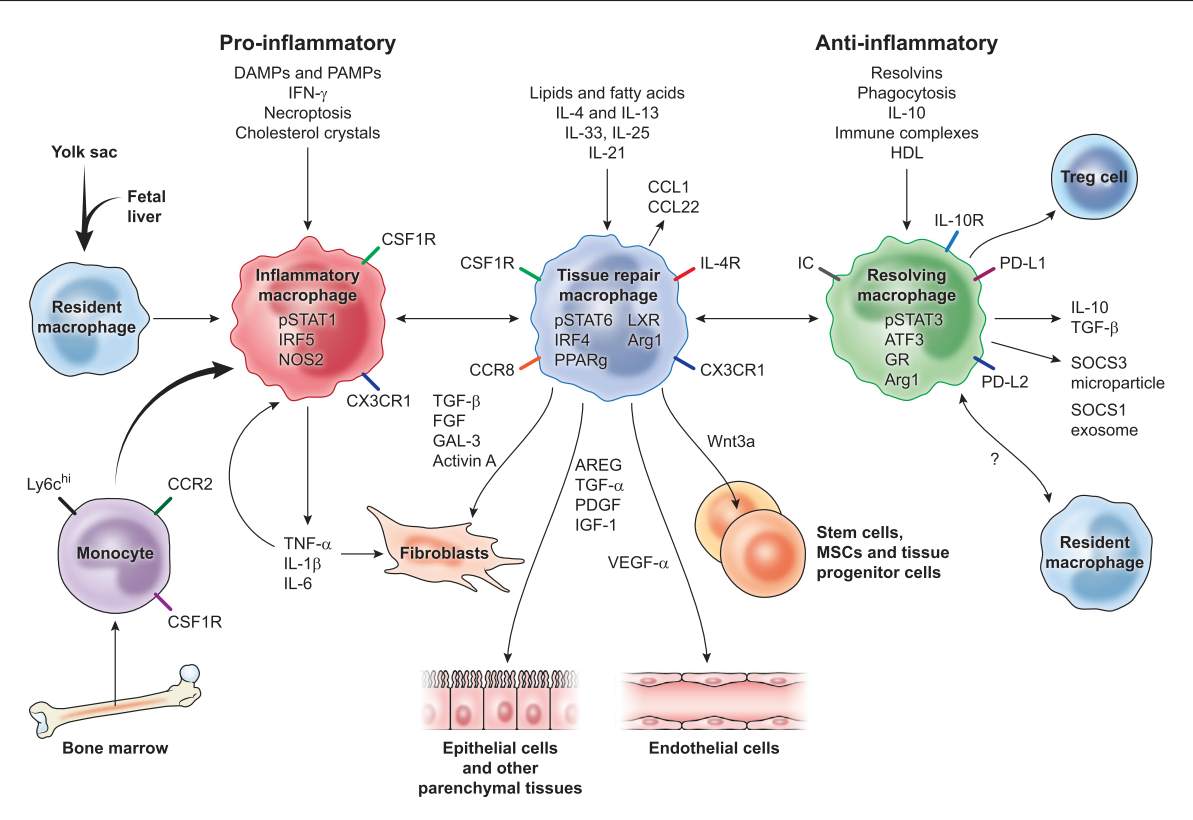 Pro-inflammatory
DAMPs and PAMPs
IFN-γ
Necroptosis
Cholesterol crystals
Lipids and fatty acids
IL-4 and IL-13
IL-33, IL-25
IL-21
Anti-inflammatory
Resolvins
Phagocytosis
IL-10
Immune complexes
HDL
Yolk sac
Fetal
liver
Resident
macrophage
CSF1R
Inflammatory
macrophage
pSTAT1
IRF5
NOS2
CX3CR1
CCL1
CCL22
CSF1R
IL-4R
Tissue repair
macrophage
pSTAT6 LXR
IRF4 Arg1
PPARg
CCR8
CX3CR1
Treg cell
IL-10R
IC
PD-L1
Resolving
macrophage
pSTAT3
ATF3
GR
Arg1
PD-L2
IL-10
TGF-β
SOCS3
microparticle
SOCS1
exosome
?
Resident
macrophage
Ly6chi
CCR2
Monocyte
CSF1R
Bone marrow
TNF-α
IL-1β
IL-6
TGF-β
FGF
GAL-3
Activin A
Fibroblasts
AREG
TGF-α
PDGF
IGF-1
VEGF-α
Wnt3a
Stem cells,
MSCs and tissue
progenitor cells
Epithelial cells
and other
parenchymal tissues
Endothelial cells